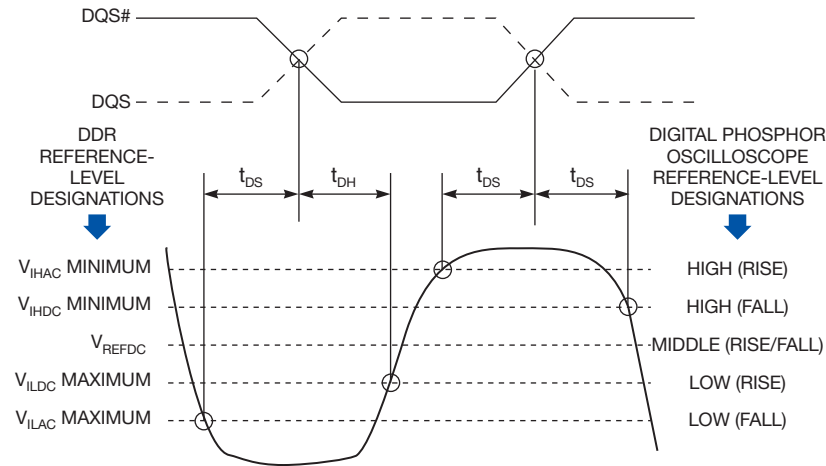 DQS#
DQS
DDR
REFERENCE-
LEVEL
DESIGNATIONS
DIGITAL PHOSPHOR
OSCILLOSCOPE
REFERENCE-LEVEL
DESIGNATIONS
tDS
tDH
tDS
tDS
VIHAC MINIMUM
HIGH (RISE)
VIHDC MINIMUM
HIGH (FALL)
VREFDC
MIDDLE (RISE/FALL)
VILDC MAXIMUM
LOW (RISE)
VILAC MAXIMUM
LOW (FALL)